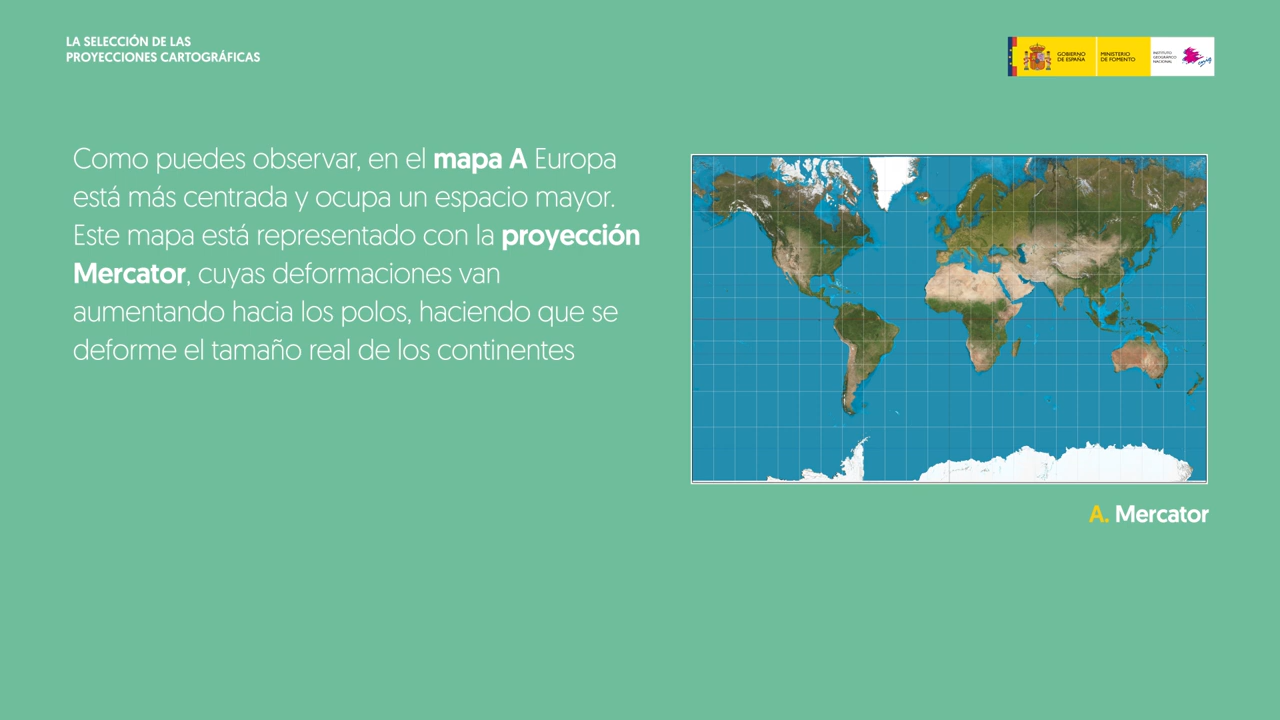 LA SELECCIÓN DE LAS
PROYECCIONES CARTOGRÁFICAS
GOBIERNO
DE ESPAÑA
MINISTERIO
DE FOMENTO
INSTITUTO
GEOGRÁFICO
NACIONAL
Como puedes observar, en el mapa A Europa
está más centrada y ocupa un espacio mayor.
Este mapa está representado con la proyección
Mercator, cuyas deformaciones van
aumentando hacia los polos, haciendo que se
deforme el tamaño real de los continentes
A. Mercator